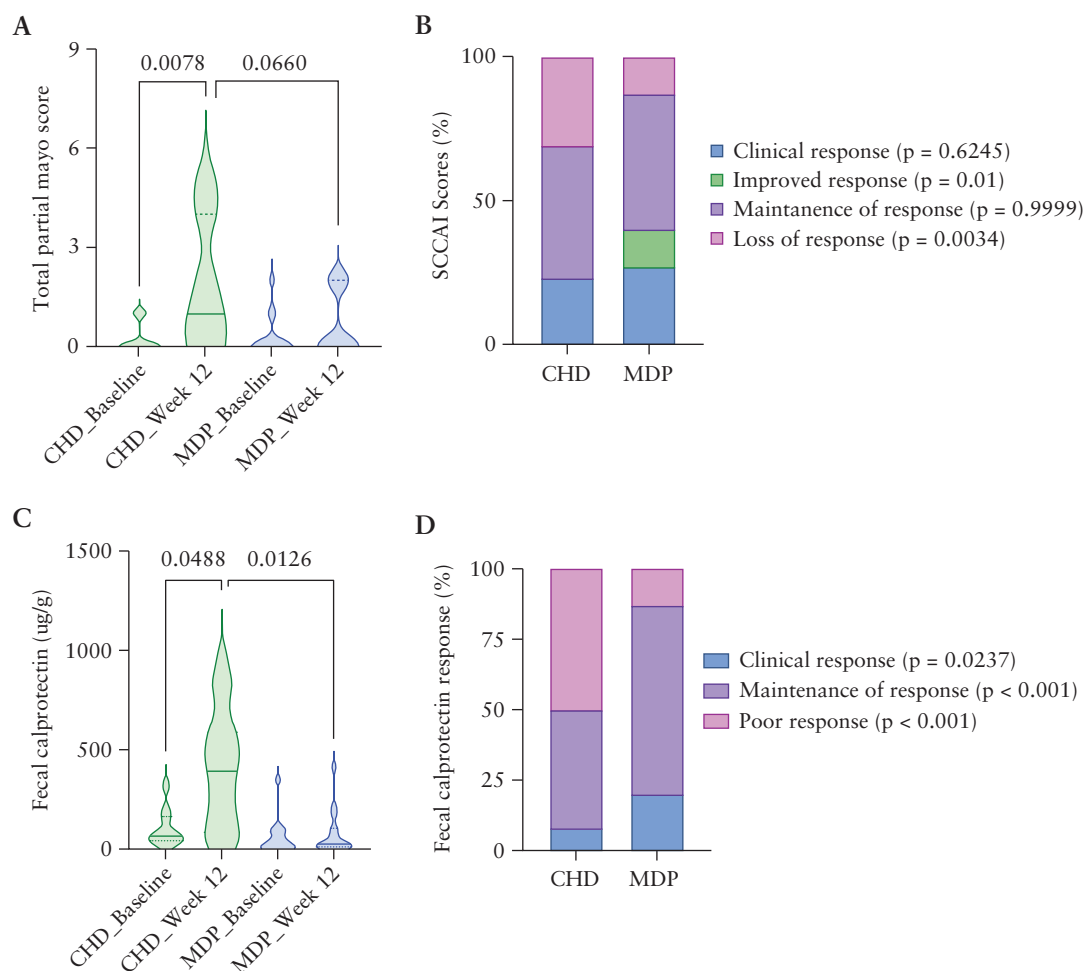 A
9
6
3
0
Total partial mayo score
0.0078
0.0660
CHD_Baseline
CHD_Week 12
MDP_Baseline
MDP_Week 12
B
100
50
0
SCCAI Scores (%)
CHD
MDP
Clinical response (p = 0.6245)
Improved response (p = 0.01)
Maintanence of response (p = 0.9999)
Loss of response (p = 0.0034)
C
1500
1000
500
0
Fecal calprotectin (ug/g)
0.0488
0.0126
CHD_Baseline
CHD_Week 12
MDP_Baseline
MDP_Week 12
D
100
75
50
25
0
Fecal calprotectin response (%)
CHD
MDP
Clinical response (p = 0.0237)
Maintenance of response (p < 0.001)
Poor response (p < 0.001)